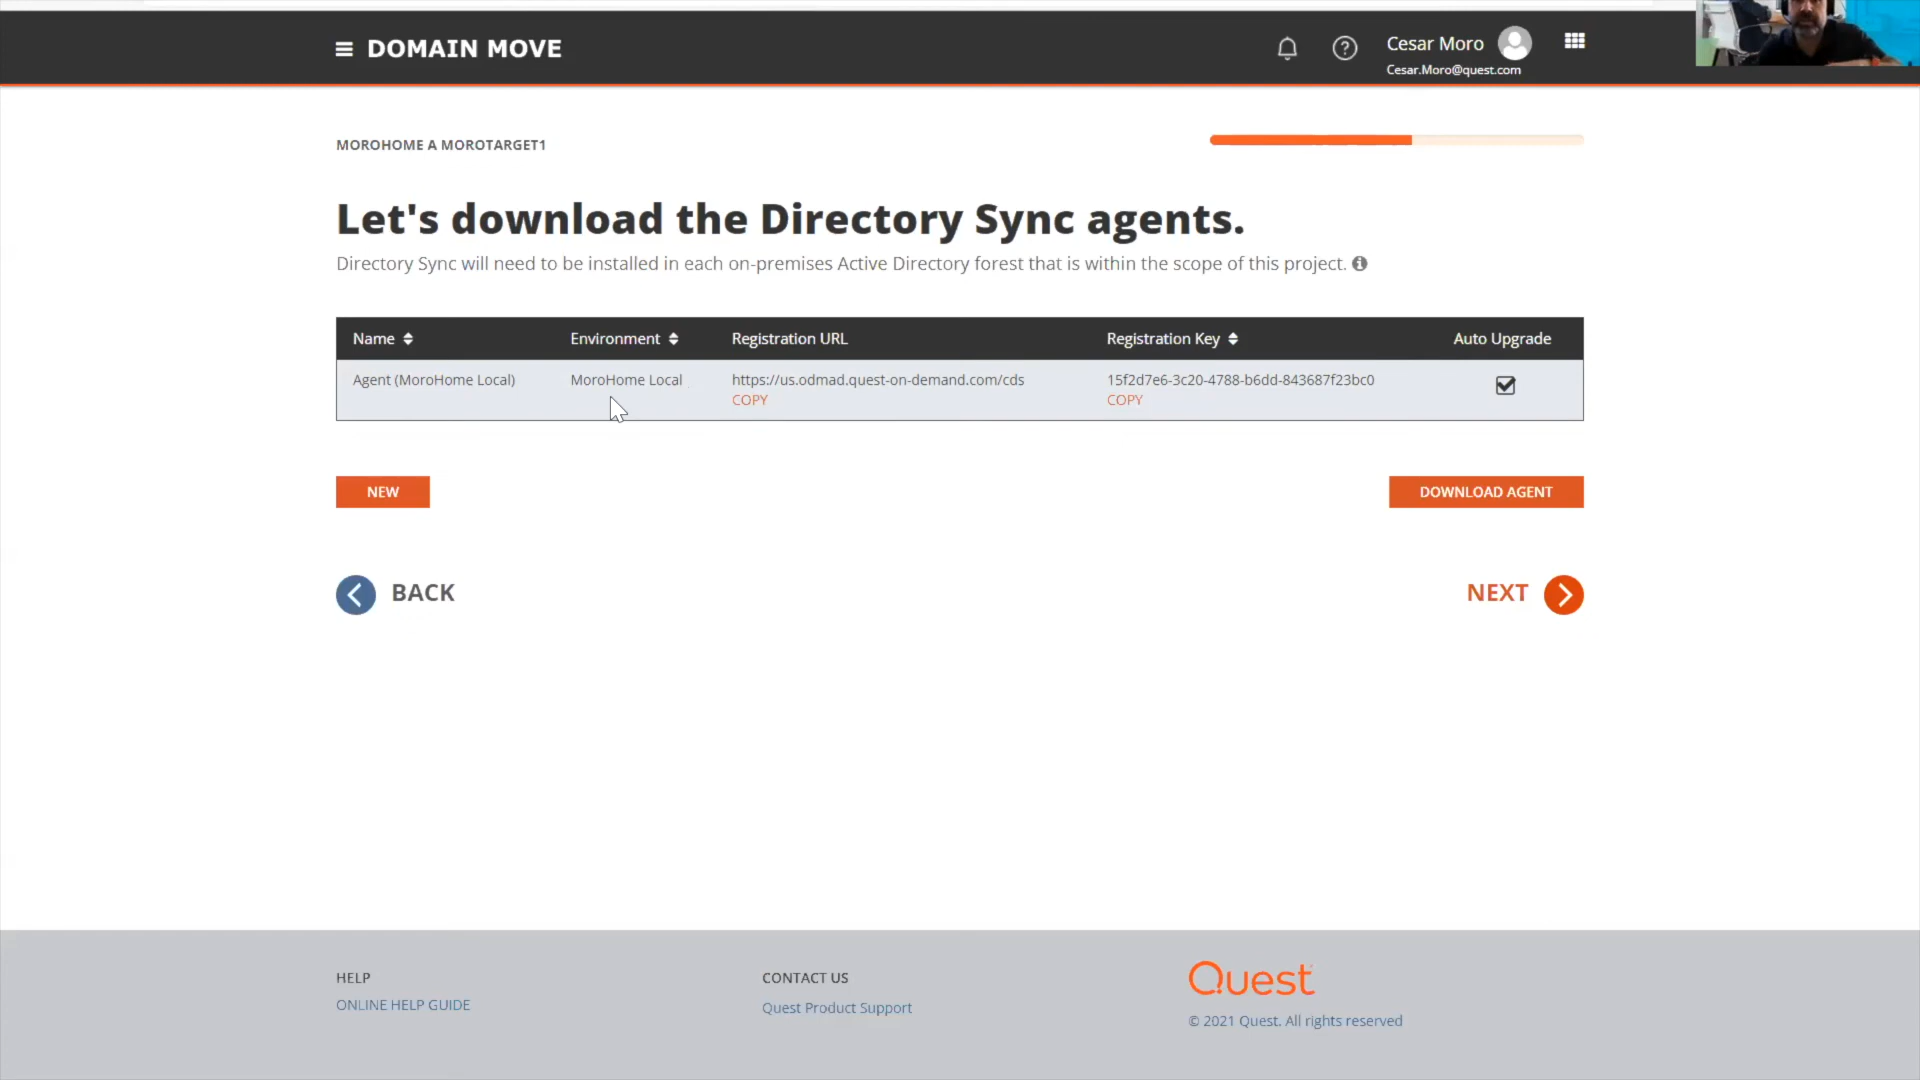 DOMAIN MOVE
Cesar Moro
Cesar.Moro@quest.com
MOROHOME A MOROTARGET1
Let's download the Directory Sync agents.
Directory Sync will need to be installed in each on-premises Active Directory forest that is within the scope of this project.
Name Environment Registration URL Registration Key Auto Upgrade
Agent (MoroHome Local) MoroHome Local https://us.odmad.quest-on-demand.com/cds 15f2d7e6-3c20-4788-b6dd-843687f23bc0
COPY COPY
NEW DOWNLOAD AGENT
BACK NEXT
HELP
ONLINE HELP GUIDE
CONTACT US
Quest Product Support
Quest
© 2021 Quest. All rights reserved